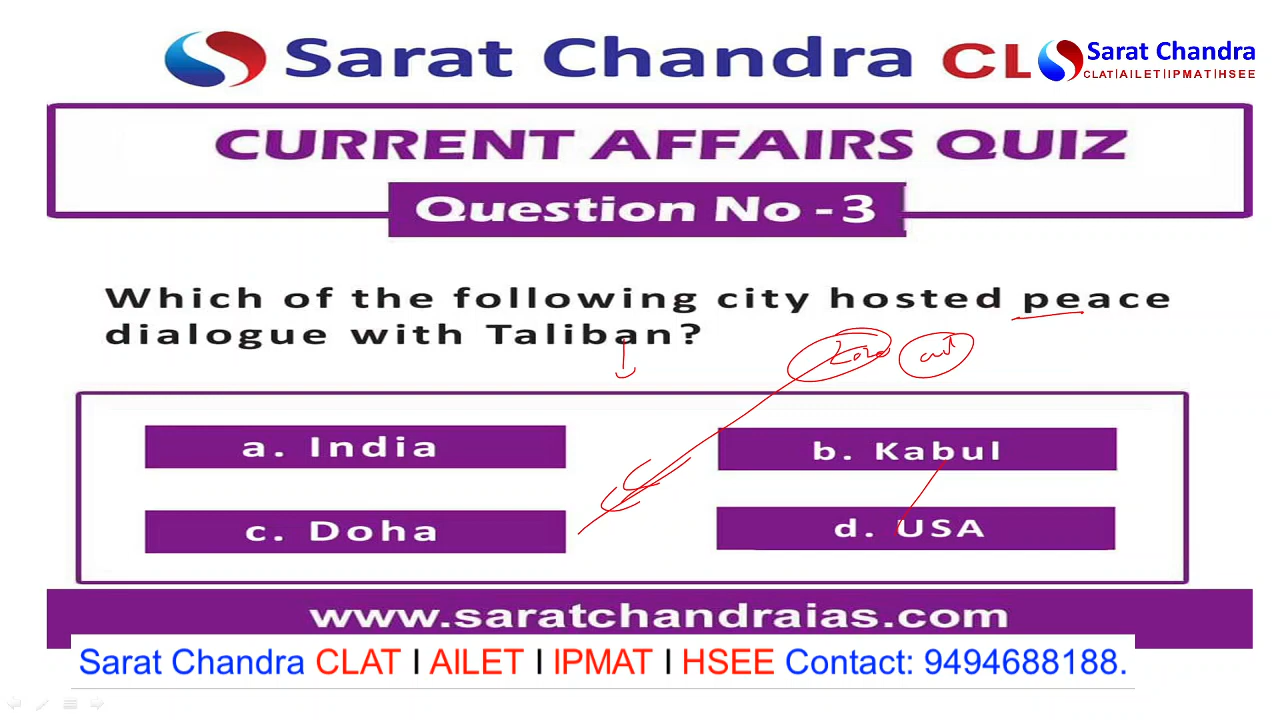 Sarat Chandra CL
Sarat Chandra
CLAT|AILET|IPMAT|HSEE
CURRENT AFFAIRS QUIZ
Question No - 3
Which of the following city hosted peace
dialogue with Taliban?
a. India
b. Kabul
c. Doha
d. USA
www.saratchandraias.com
Sarat Chandra CLAT I AILET I IPMAT I HSEE Contact: 9494688188.